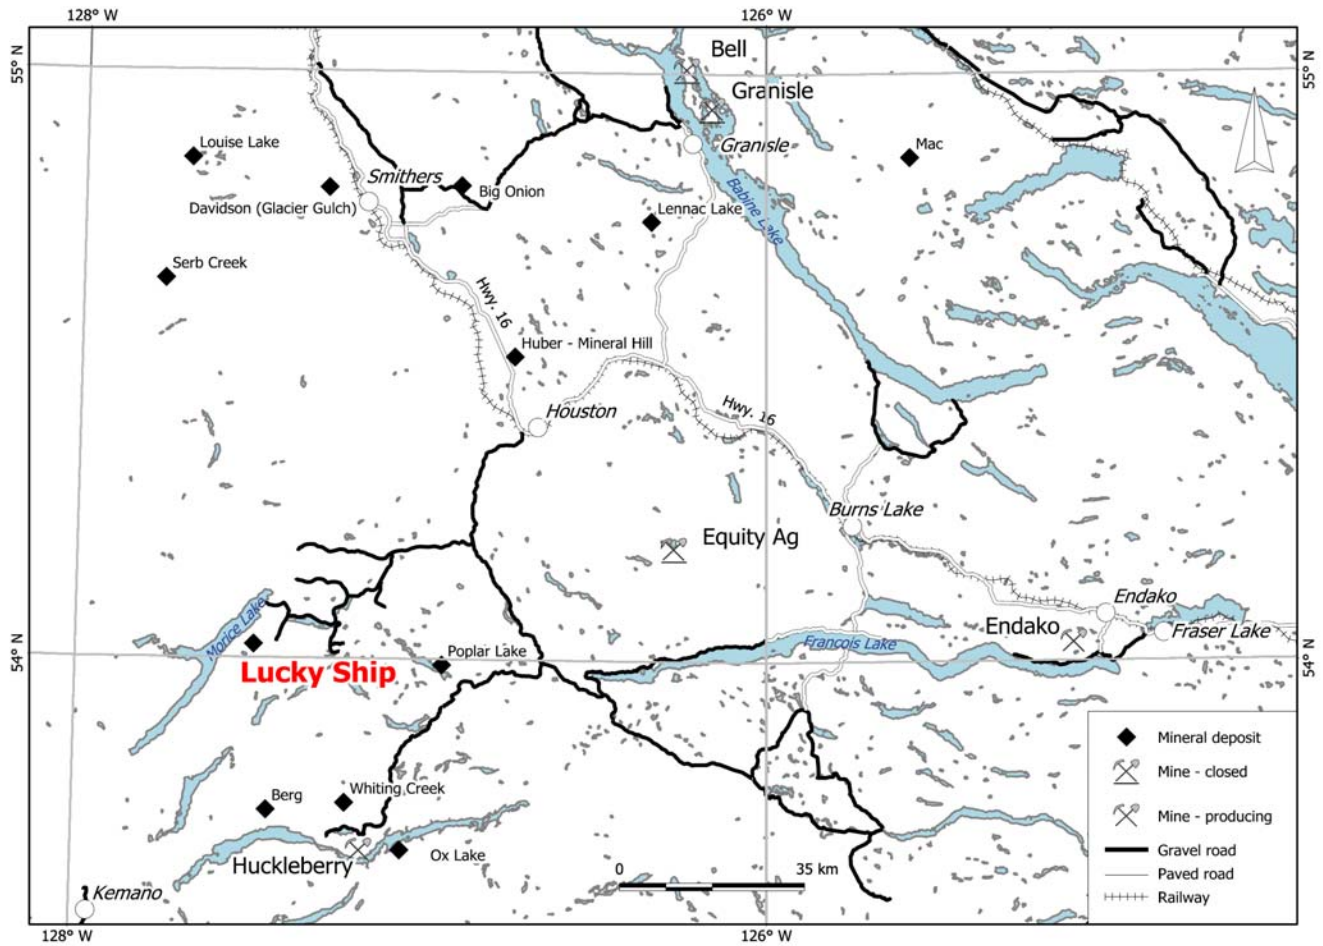 128° W
126° W
55° N
55° N
Bell
Granisle
Granisle
Mac
Louise Lake
Smithers
Big Onion
Davidson (Glacier Gulch)
Lennac Lake
Babine Lake
Serb Creek
Hwy. 16
Huber - Mineral Hill
Houston
Hwy. 16
Burns Lake
Equity Ag
Endako
Endako
Fraser Lake
Morice Lake
Francois Lake
54° N
54° N
Poplar Lake
Lucky Ship
Mineral deposit
Mine - closed
Mine - producing
Gravel road
Paved road
Railway
Berg
Whiting Creek
Huckleberry
Ox Lake
0 35 km
Kemano
128° W
126° W